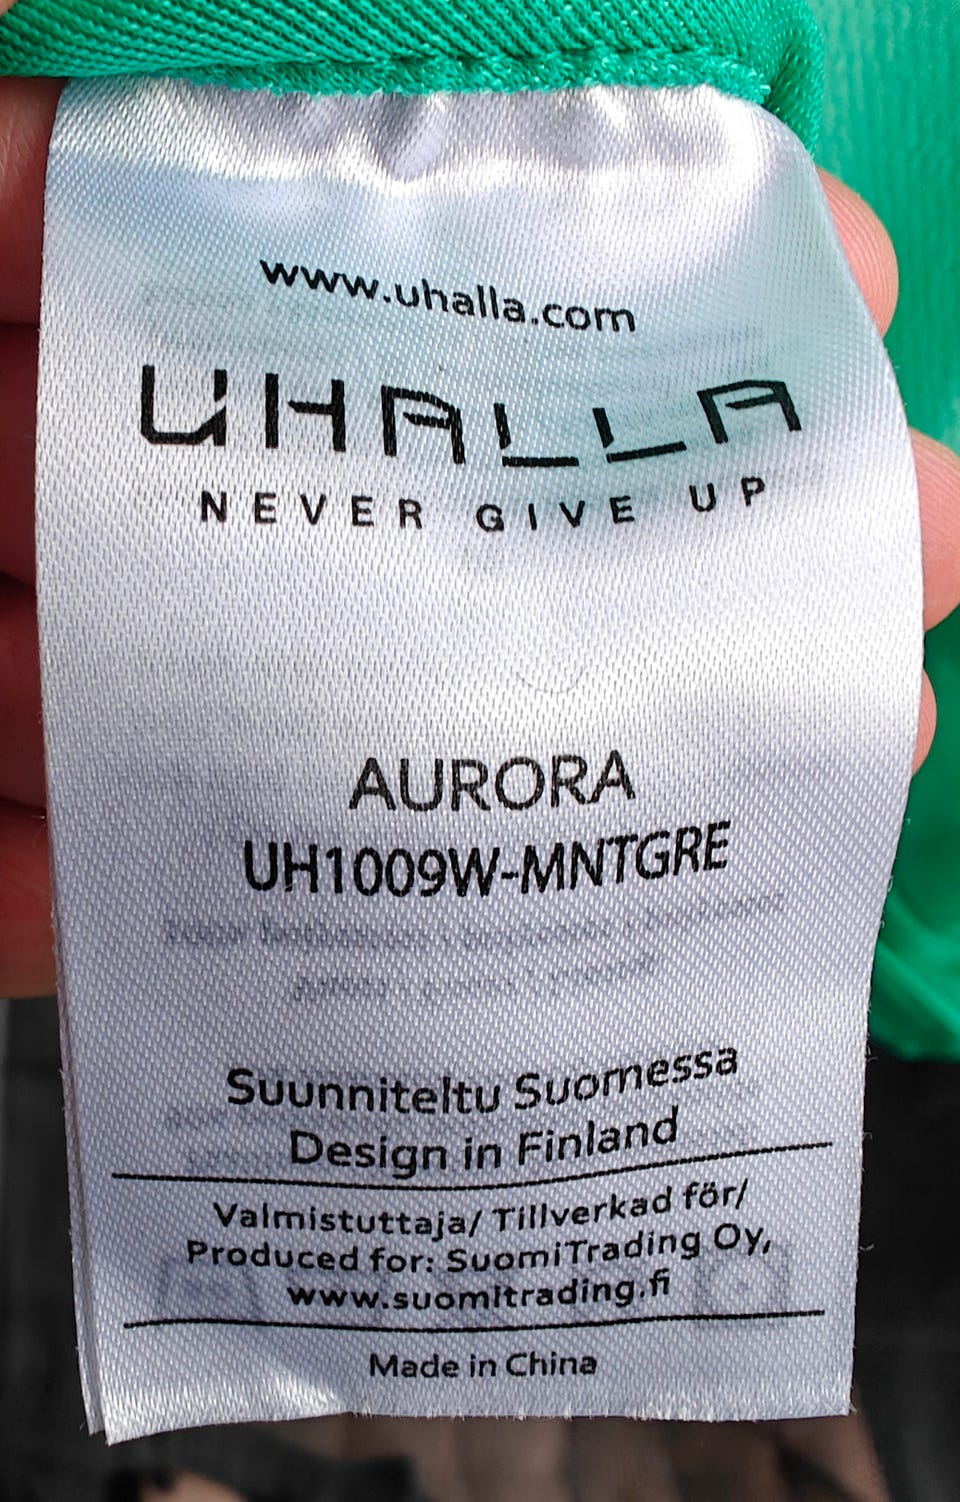 www.uhalla.com
UHALLA
NEVER GIVE UP
AURORA
UH1009W-MNTGRE
Suunniteltu Suomessa
Design in Finland
Valmistuttaja/ Tillverkad för/
Produced for: SuomiTrading Oy,
www.suomitrading.fi
Made in China